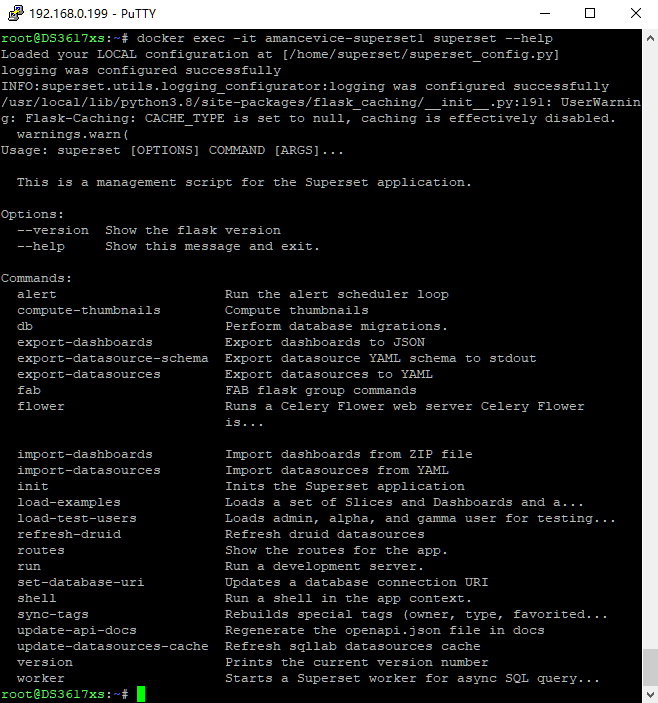 192.168.0.199 - PuTTY
root@DS3617xs:~# docker exec -it amancevice-superset1 superset --help
Loaded your LOCAL configuration at [/home/superset/superset_config.py]
logging was configured successfully
INFO:superset.utils.logging_configurator:logging was configured successfully
/usr/local/lib/python3.8/site-packages/flask_caching/__init__.py:191: UserWarnin
g: Flask-Caching: CACHE_TYPE is set to null, caching is effectively disabled.
  warnings.warn(
Usage: superset [OPTIONS] COMMAND [ARGS]...

  This is a management script for the Superset application.

Options:
  --version  Show the flask version
  --help     Show this message and exit.

Commands:
  alert                     Run the alert scheduler loop
  compute-thumbnails        Compute thumbnails
  db                        Perform database migrations.
  export-dashboards         Export dashboards to JSON
  export-datasource-schema  Export datasource YAML schema to stdout
  export-datasources        Export datasources to YAML
  fab                       FAB flask group commands
  flower                    Runs a Celery Flower web server Celery Flower
                            is...

  import-dashboards         Import dashboards from ZIP file
  import-datasources        Import datasources from YAML
  init                      Inits the Superset application
  load-examples             Loads a set of Slices and Dashboards and a...
  load-test-users           Loads admin, alpha, and gamma user for testing...
  refresh-druid             Refresh druid datasources
  routes                    Show the routes for the app.
  run                       Run a development server.
  set-database-uri          Updates a database connection URI
  shell                     Run a shell in the app context.
  sync-tags                 Rebuilds special tags (owner, type, favorited...
  update-api-docs           Regenerate the openapi.json file in docs
  update-datasources-cache  Refresh sqllab datasources cache
  version                   Prints the current version number
  worker                    Starts a Superset worker for async SQL query...
root@DS3617xs:~#